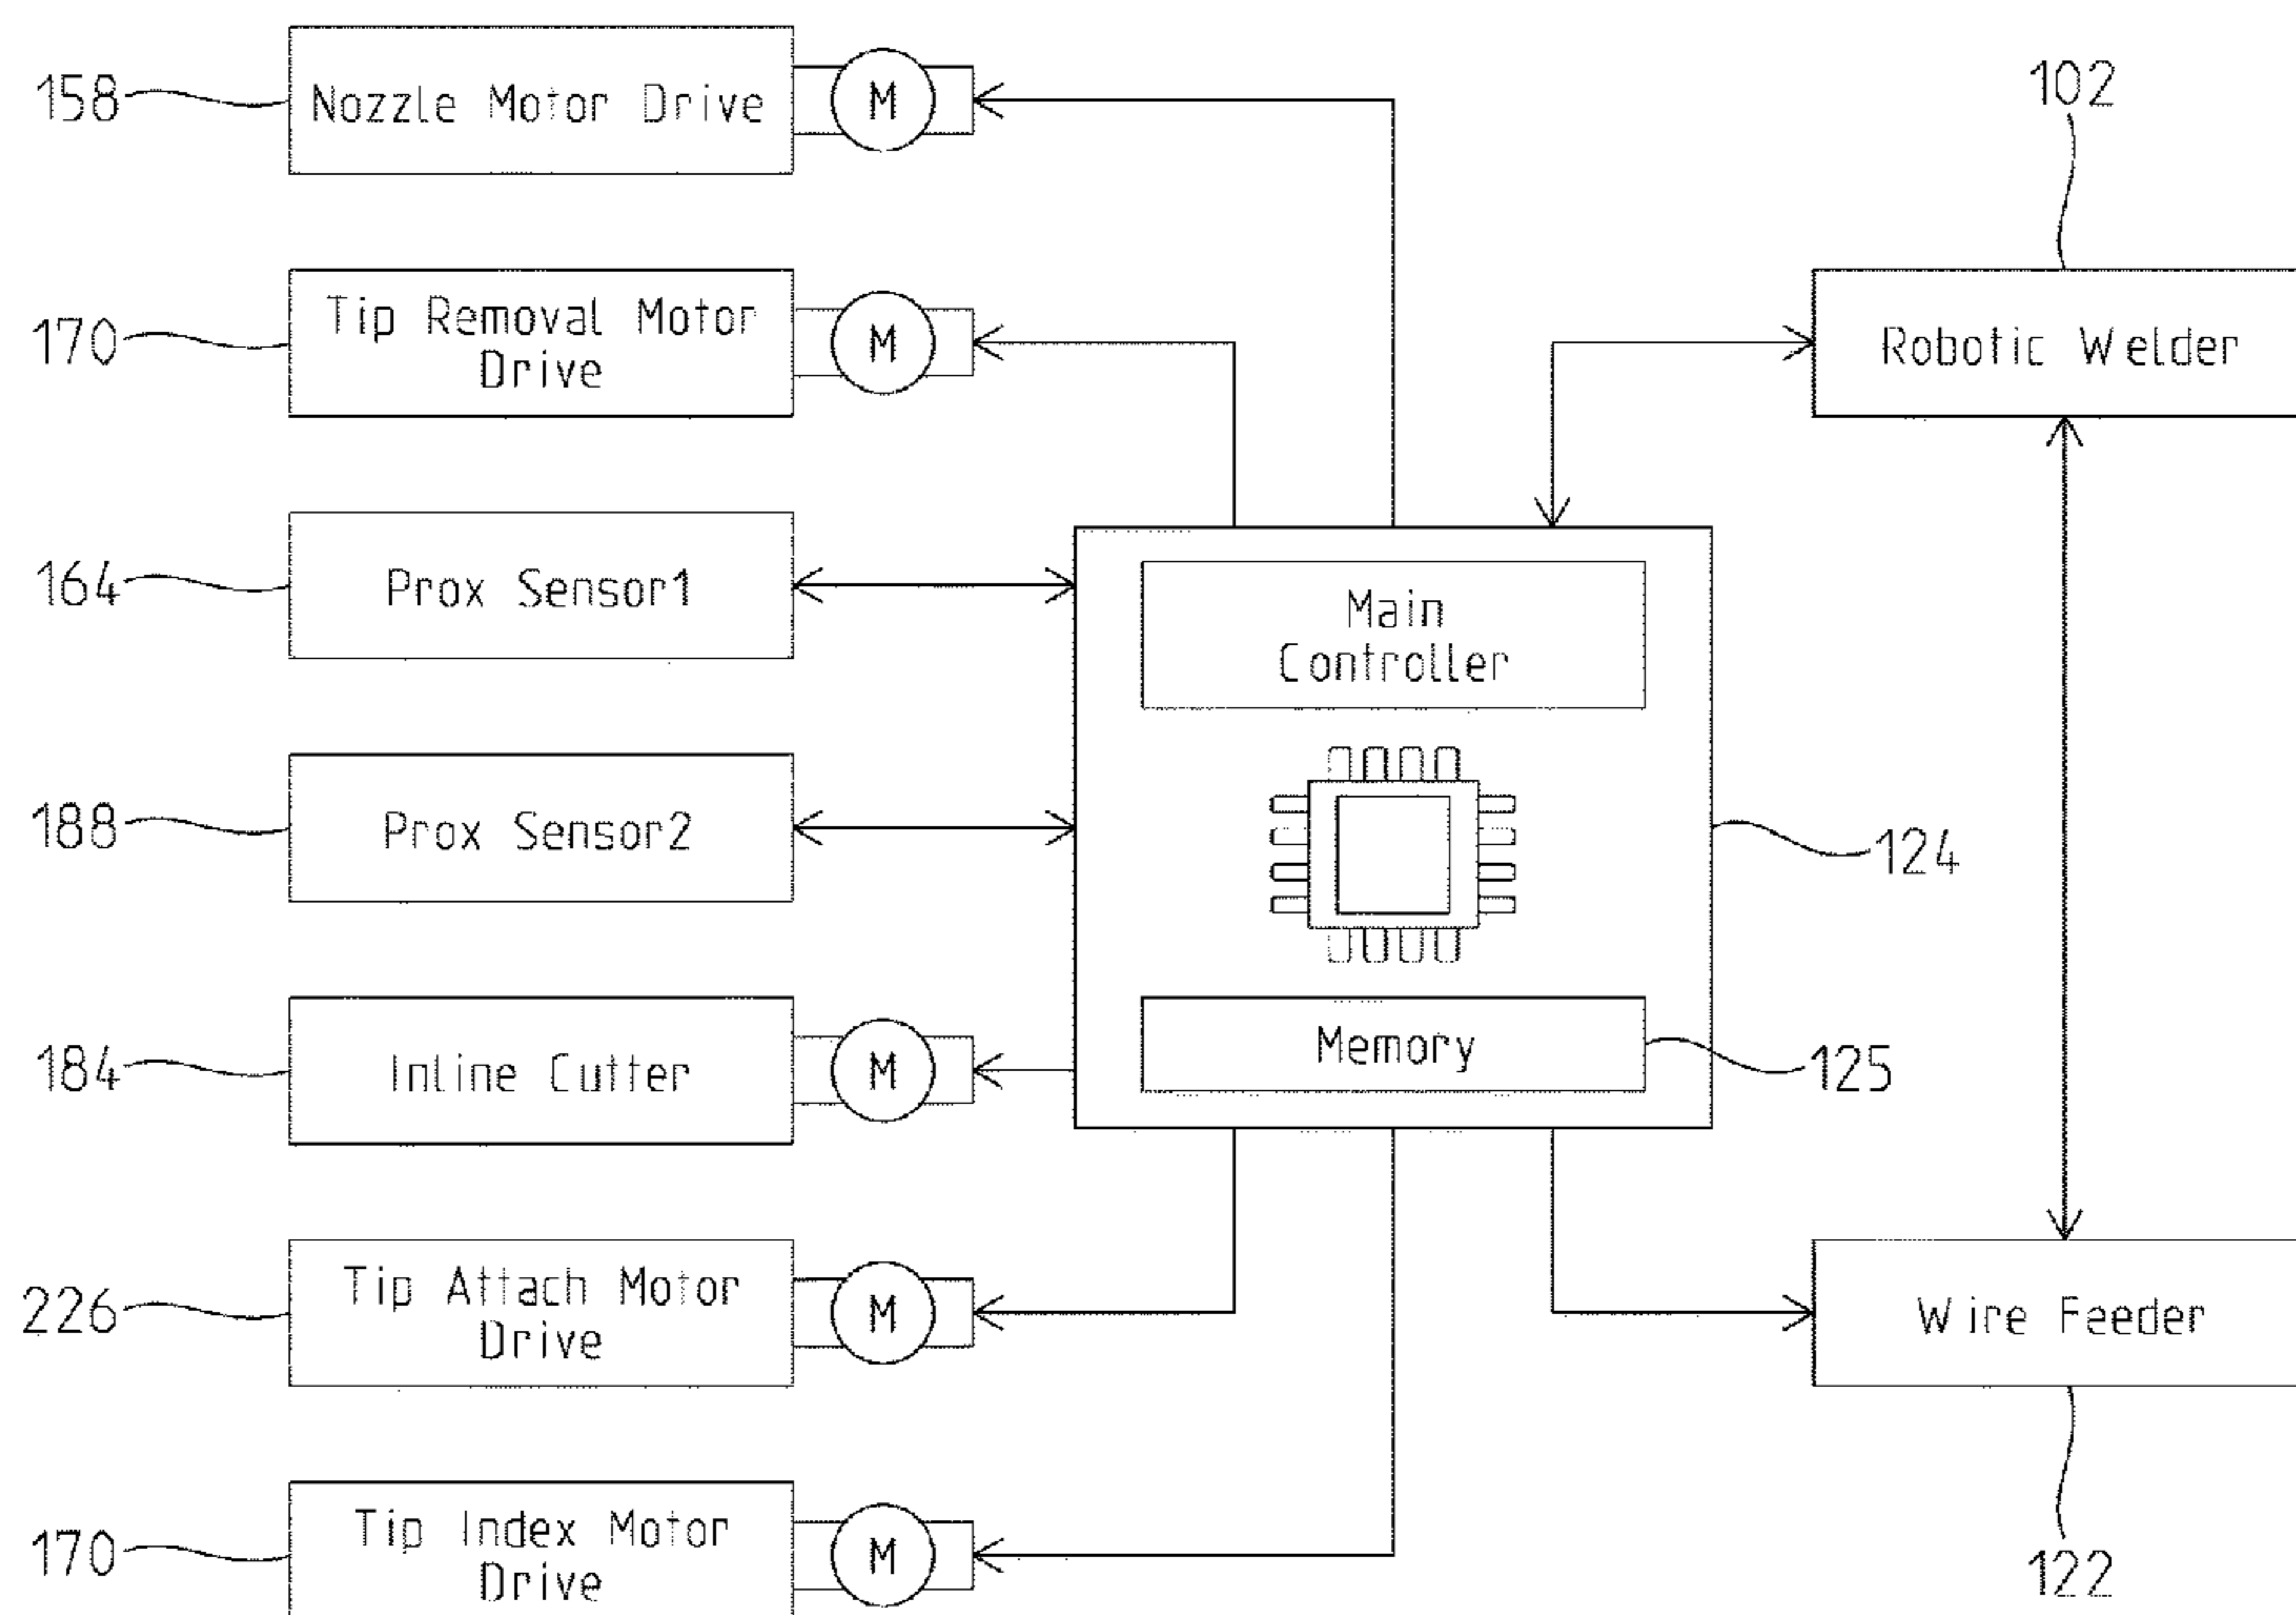 158
Nozzle Motor Drive
M
102
170
Tip Removal Motor
Drive
M
Robotic Welder
164
Prox Sensor1
Main
Controller
188
Prox Sensor2
124
184
Inline Cutter
M
Memory
125
226
Tip Attach Motor
Drive
M
Wire Feeder
170
Tip Index Motor
Drive
M
122